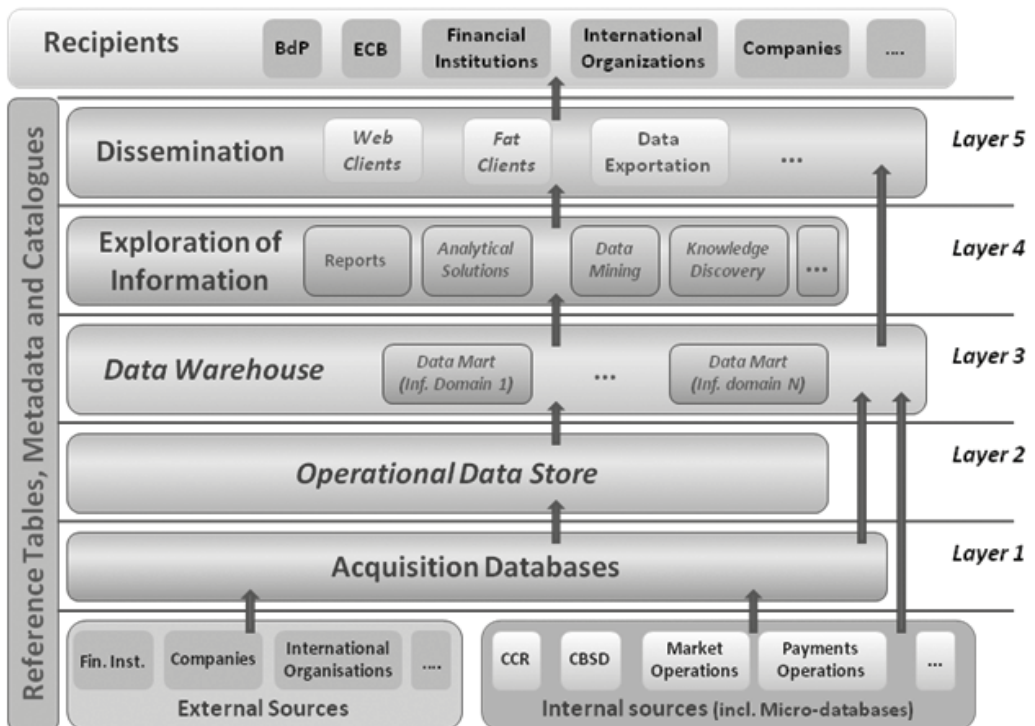 Recipients
BdP
ECB
Financial
Institutions
International
Organizations
Companies
....
Reference Tables, Metadata and Catalogues
Dissemination
Web
Clients
Fat
Clients
Data
Exportation
...
Layer 5
Exploration of
Information
Reports
Analytical
Solutions
Data
Mining
Knowledge
Discovery
...
Layer 4
Data Warehouse
Data Mart
(Inf. Domain 1)
...
Data Mart
(Inf. domain N)
Layer 3
Operational Data Store
Layer 2
Acquisition Databases
Layer 1
Fin. Inst.
Companies
International
Organisations
....
External Sources
CCR
CBSD
Market
Operations
Payments
Operations
...
Internal sources (incl. Micro-databases)